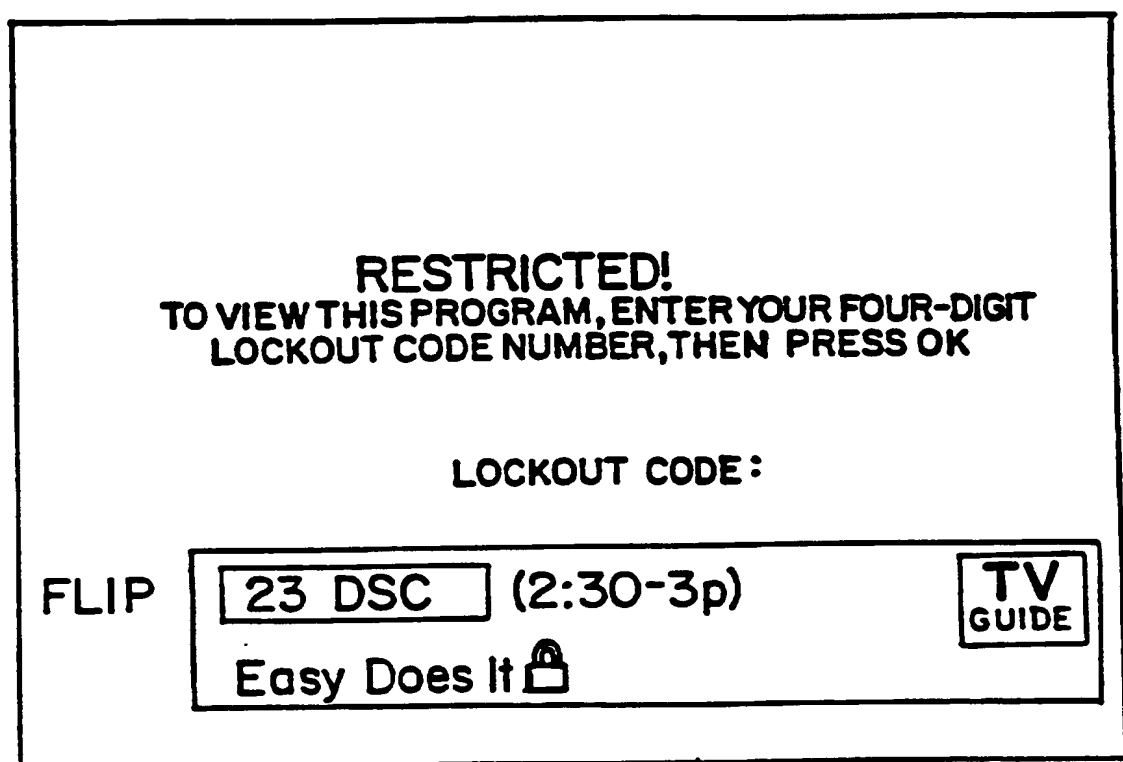 RESTRICTED!
TO VIEW THIS PROGRAM, ENTER YOUR FOUR-DIGIT
LOCKOUT CODE NUMBER, THEN PRESS OK
LOCKOUT CODE:
FLIP 23 DSC (2:30-3p) TV
GUIDE
Easy Does It